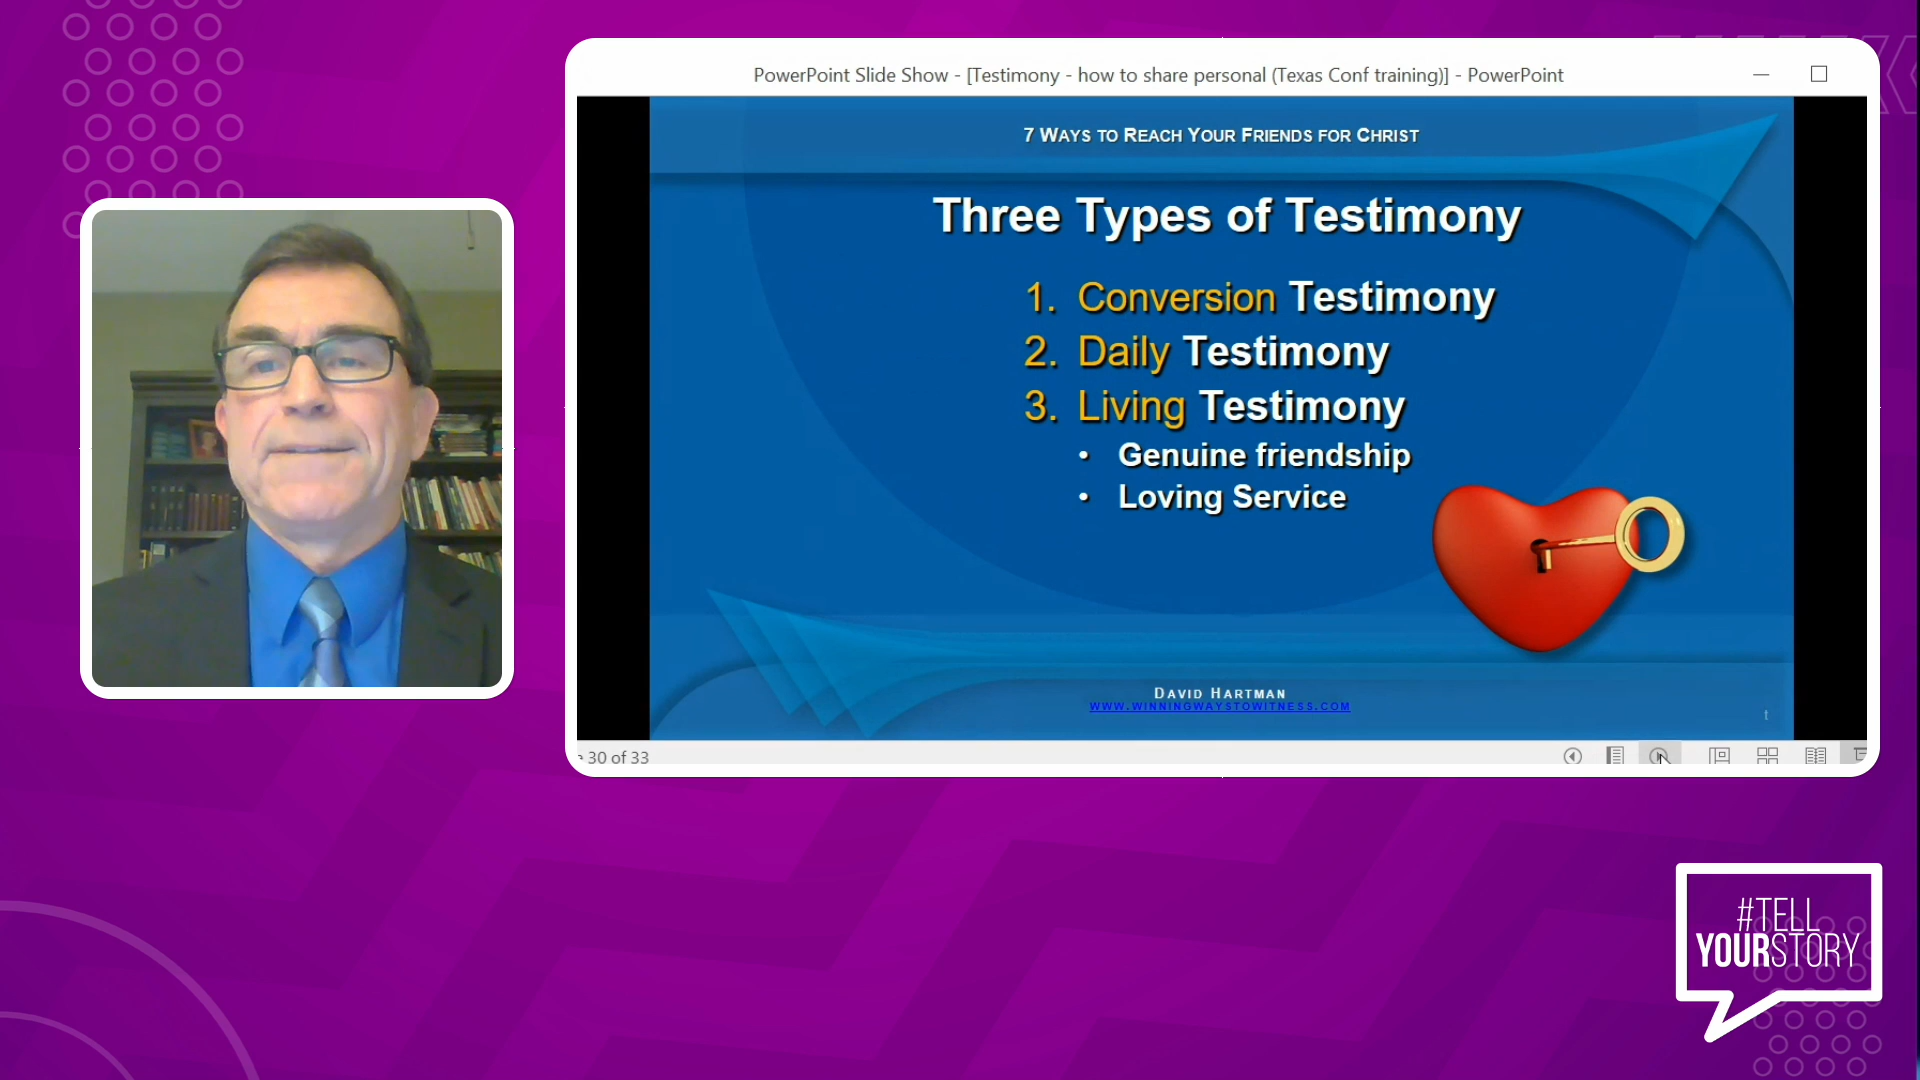 PowerPoint Slide Show - [Testimony - how to share personal (Texas Conf training)] - PowerPoint
7 WAYS TO REACH YOUR FRIENDS FOR CHRIST
Three Types of Testimony
1. Conversion Testimony
2. Daily Testimony
3. Living Testimony
• Genuine friendship
• Loving Service
DAVID HARTMAN
WWW.WINNINGWAYSTOWITNESS.COM
30 of 33
#TELL
YOURSTORY